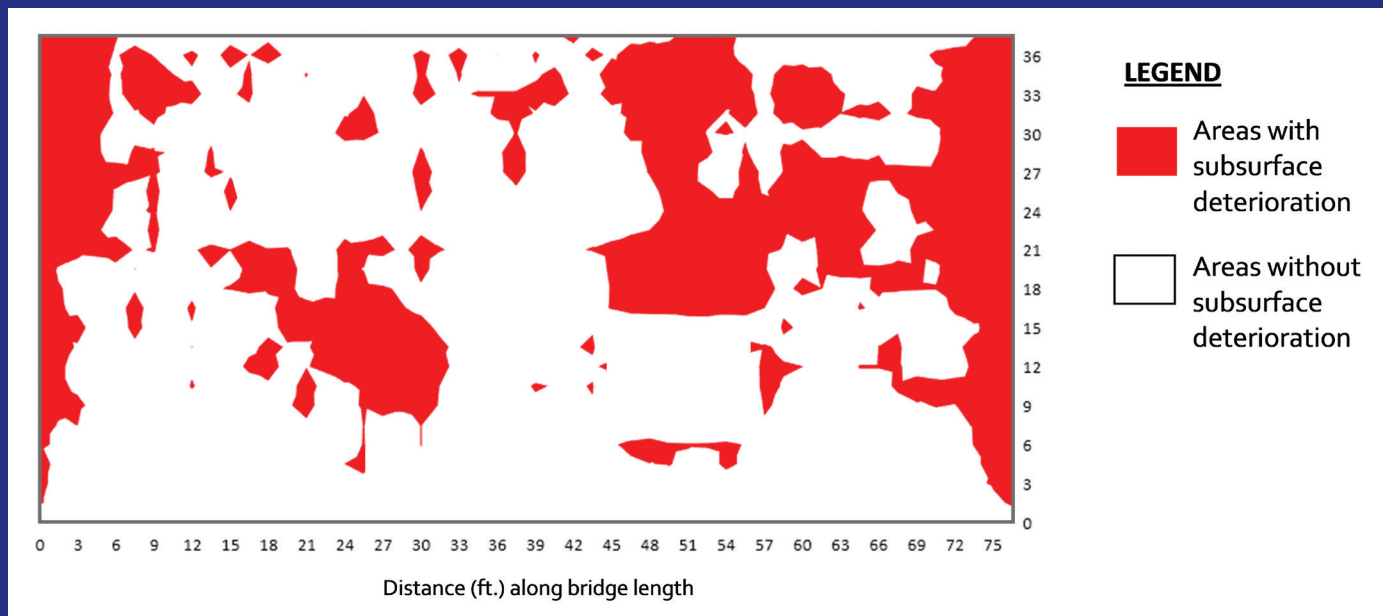 36
33
30
27
24
21
18
15
12
9
6
3
0
0 3 6 9 12 15 18 21 24 27 30 33 36 39 42 45 48 51 54 57 60 63 66 69 72 75
Distance (ft.) along bridge length
LEGEND
Areas with
subsurface
deterioration
Areas without
subsurface
deterioration